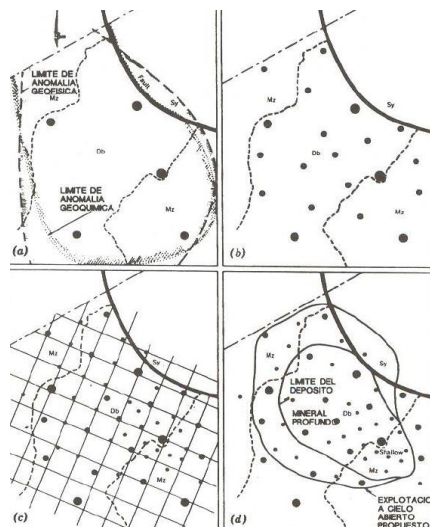 LIMITE DE
ANOMALIA
GEOFISICA
Mz
Fault
Sy
Db
LIMITE DE
ANOMALIA
GEOQUIMICA
Mz
(a)
Mz
Sy
Db
Mz
(b)
Mz
Sy
Db
Mz
(c)
Mz
Sy
LIMITE DEL
DEPOSITO
Db
MINERAL
PROFUNDO
Shallow
Mz
(d)
EXPLOTACIO
A CIELO
ABIERTO
PROPUESTO